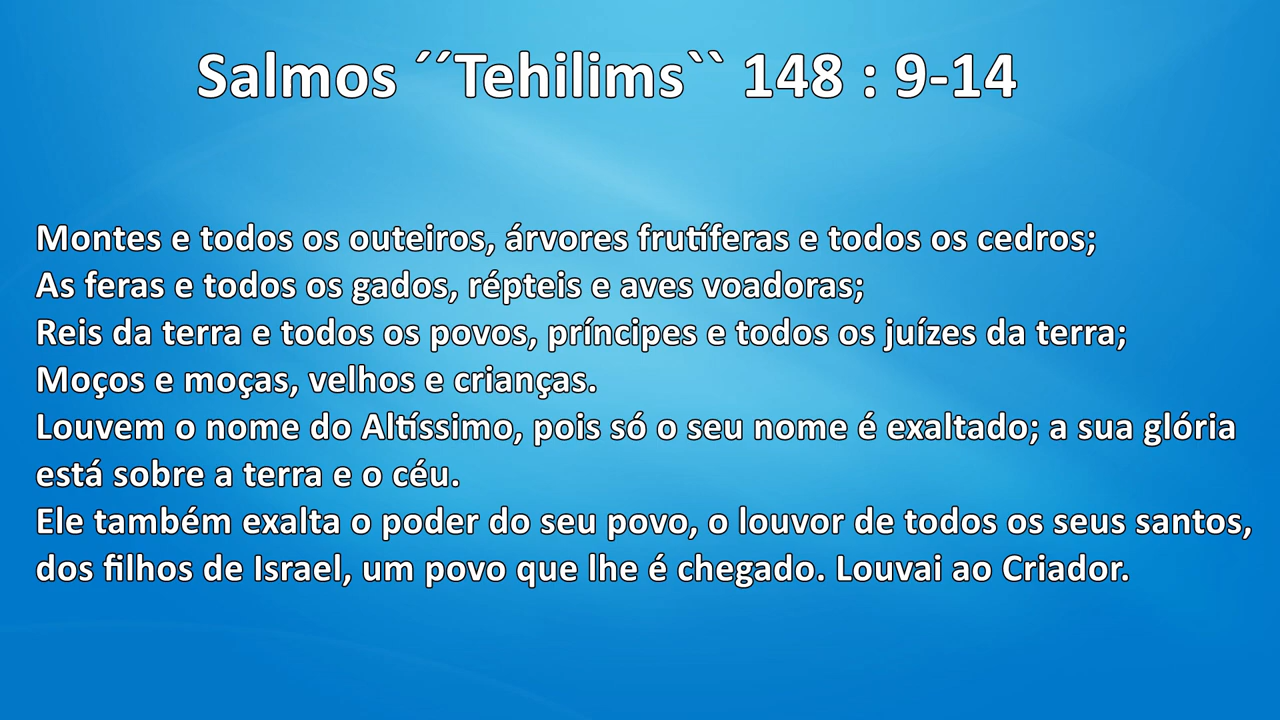 Salmos ´´Tehilims`` 148 : 9-14
Montes e todos os outeiros, árvores frutíferas e todos os cedros;
As feras e todos os gados, répteis e aves voadoras;
Reis da terra e todos os povos, príncipes e todos os juízes da terra;
Moços e moças, velhos e crianças.
Louvem o nome do Altíssimo, pois só o seu nome é exaltado; a sua glória
está sobre a terra e o céu.
Ele também exalta o poder do seu povo, o louvor de todos os seus santos,
dos filhos de Israel, um povo que lhe é chegado. Louvai ao Criador.